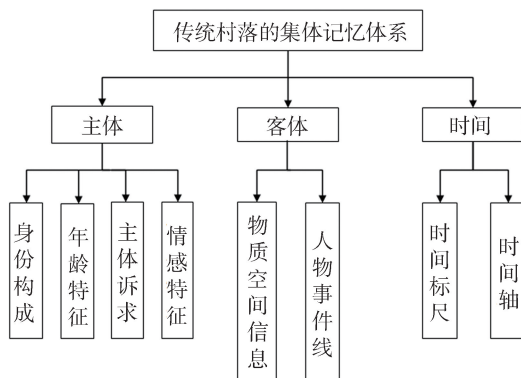 传统村落的集体记忆体系
主体
客体
时间
身份构成
年龄特征
主体诉求
情感特征
物质空间信息
人物事件线
时间标尺
时间轴